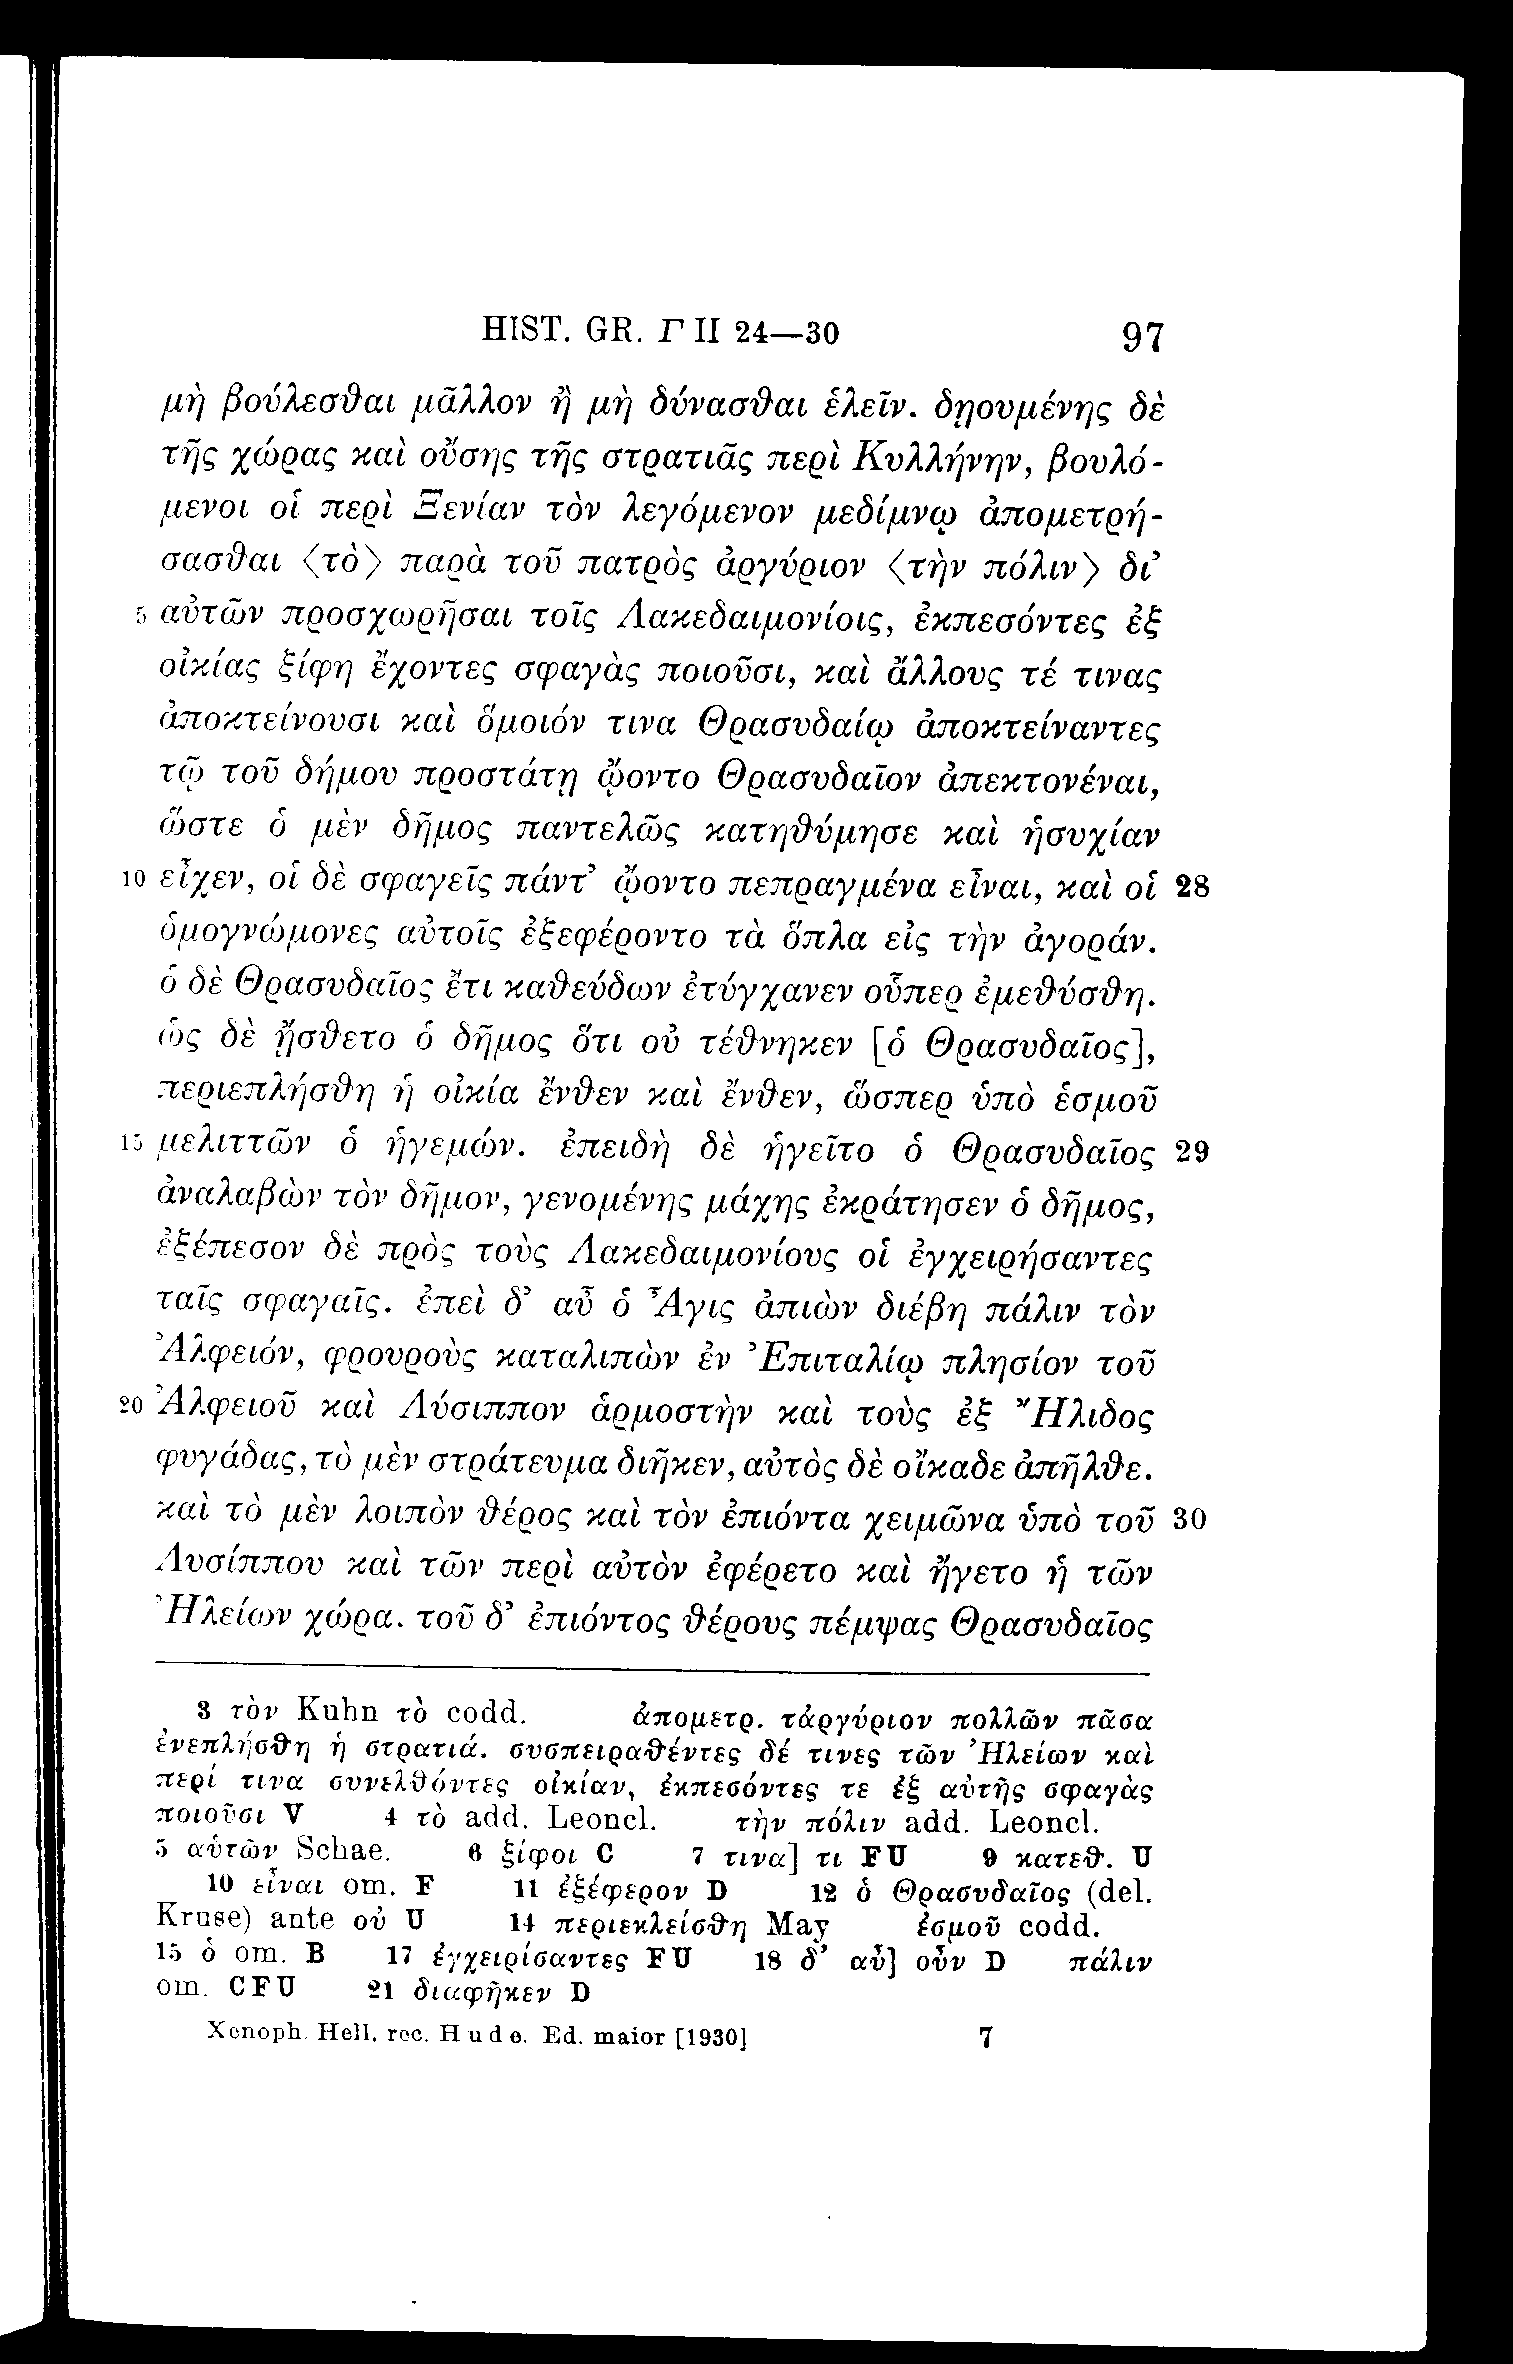 HIST. GR. Γ II 24—30 97
μὴ βούλεσθαι μᾶλλον ἢ μὴ δύνασθαι ἑλεῖν. δῃουμένης δὲ
τῆς χώρας καὶ οὔσης τῆς στρατιᾶς περὶ Κυλλήνην, βουλό-
μενοι οἱ περὶ Ξενίαν τὸν λεγόμενον μεδίμνῳ ἀπομετρή-
σασθαι ⟨τὸ⟩ παρὰ τοῦ πατρὸς ἀργύριον ⟨τὴν πόλιν⟩ δι’
5 αὐτῶν προσχωρῆσαι τοῖς Λακεδαιμονίοις, ἐκπεσόντες ἐξ
οἰκίας ξίφη ἔχοντες σφαγὰς ποιοῦσι, καὶ ἄλλους τέ τινας
ἀποκτείνουσι καὶ ὅμοιόν τινα Θρασυδαίῳ ἀποκτείναντες
τῷ τοῦ δήμου προστάτῃ ᾤοντο Θρασυδαῖον ἀπεκτονέναι,
ὥστε ὁ μὲν δῆμος παντελῶς κατηθύμησε καὶ ἡσυχίαν
10 εἶχεν, οἱ δὲ σφαγεῖς πάντ’ ᾤοντο πεπραγμένα εἶναι, καὶ οἱ 28
ὁμογνώμονες αὐτοῖς ἐξεφέροντο τὰ ὅπλα εἰς τὴν ἀγοράν.
ὁ δὲ Θρασυδαῖος ἔτι καθεύδων ἐτύγχανεν οὗπερ ἐμεθύσθη.
ὡς δὲ ᾔσθετο ὁ δῆμος ὅτι οὐ τέθνηκεν [ὁ Θρασυδαῖος],
περιεπλήσθη ἡ οἰκία ἔνθεν καὶ ἔνθεν, ὥσπερ ὑπὸ ἑσμοῦ
15 μελιττῶν ὁ ἡγεμών. ἐπειδὴ δὲ ἡγεῖτο ὁ Θρασυδαῖος 29
ἀναλαβὼν τὸν δῆμον, γενομένης μάχης ἐκράτησεν ὁ δῆμος,
ἐξέπεσον δὲ πρὸς τοὺς Λακεδαιμονίους οἱ ἐγχειρήσαντες
ταῖς σφαγαῖς. ἐπεὶ δ’ αὖ ὁ Ἆγις ἀπιὼν διέβη πάλιν τὸν
Ἀλφειόν, φρουροὺς καταλιπὼν ἐν Ἐπιταλίῳ πλησίον τοῦ
20 Ἀλφειοῦ καὶ Λύσιππον ἁρμοστὴν καὶ τοὺς ἐξ Ἤλιδος
φυγάδας, τὸ μὲν στράτευμα διῆκεν, αὐτὸς δὲ οἴκαδε ἀπῆλθε.
καὶ τὸ μὲν λοιπὸν θέρος καὶ τὸν ἐπιόντα χειμῶνα ὑπὸ τοῦ 30
Λυσίππου καὶ τῶν περὶ αὐτὸν ἐφέρετο καὶ ἤγετο ἡ τῶν
Ἠλείων χώρα. τοῦ δ’ ἐπιόντος θέρους πέμψας Θρασυδαῖος
3 τὸν Kuhn τὸ codd. ἀπομετρ. τἀργύριον πολλῶν πᾶσα
ἐνεπλήσθη ἡ στρατιά. συσπειραθέντες δέ τινες τῶν Ἠλείων καὶ
περί τινα συνελθόντες οἰκίαν, ἐκπεσόντες τε ἐξ αὐτῆς σφαγὰς
ποιοῦσι V 4 τὸ add. Leoncl. τὴν πόλιν add. Leoncl.
5 αὑτῶν Schae. 6 ξίφοι C 7 τινα] τι FU 9 κατεθ. U
10 εἶναι om. F 11 ἐξέφερον D 12 ὁ Θρασυδαῖος (del.
Kruse) ante οὐ U 14 περιεκλείσθη May ἐσμοῦ codd.
15 ὁ om. B 17 ἐγχειρίσαντες FU 18 δ’ αὖ] οὖν D πάλιν
om. CFU 21 διαφῆκεν D
Xenoph. Hell. rec. Hude. Ed. maior [1930] 7